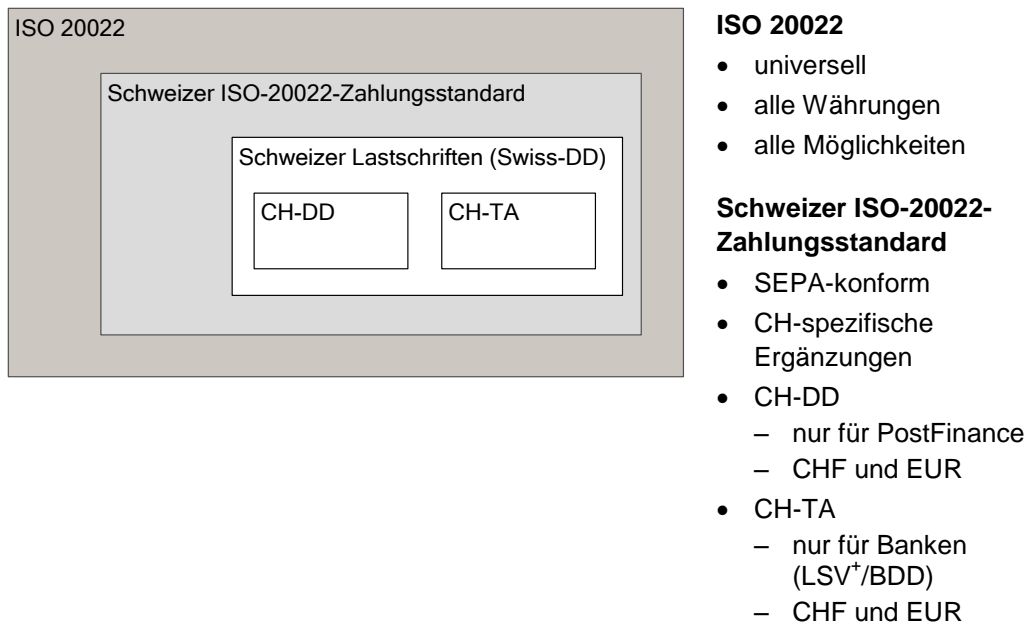 ISO 20022
Schweizer ISO-20022-Zahlungsstandard
Schweizer Lastschriften (Swiss-DD)
CH-DD
CH-TA
ISO 20022
• universell
• alle Währungen
• alle Möglichkeiten
Schweizer ISO-20022-
Zahlungsstandard
• SEPA-konform
• CH-spezifische
Ergänzungen
• CH-DD
– nur für PostFinance
– CHF und EUR
• CH-TA
– nur für Banken
(LSV+/BDD)
– CHF und EUR